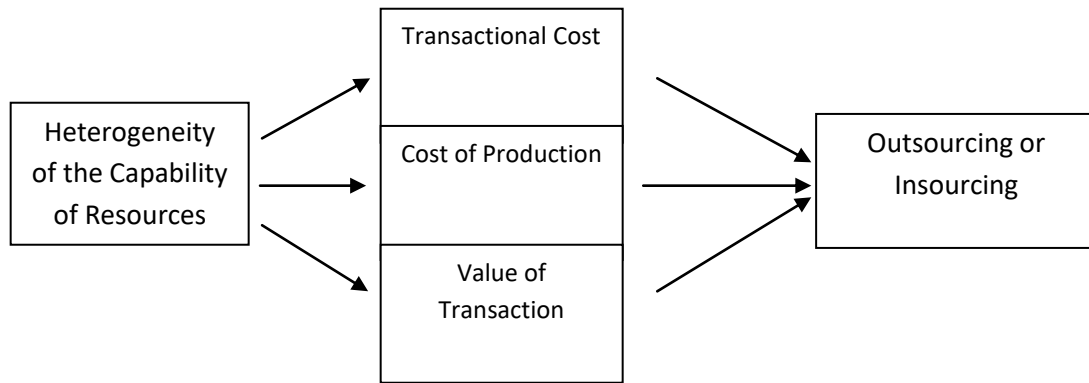 Heterogeneity
of the Capability
of Resources
Transactional Cost
Cost of Production
Value of
Transaction
Outsourcing or
Insourcing